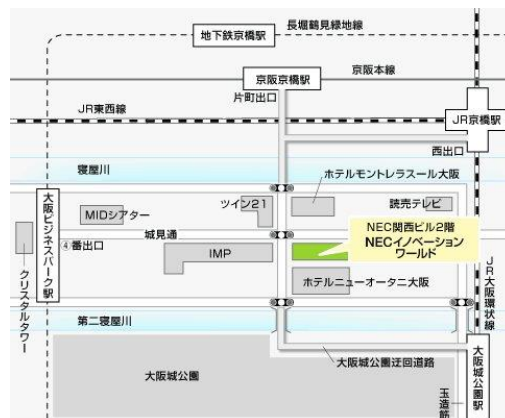 長堀鶴見緑地線
地下鉄京橋駅
京阪京橋駅
京阪本線
片町出口
JR東西線
JR京橋駅
西出口
寝屋川
ホテルモントレラスール大阪
ツイン21
読売テレビ
MIDシアター
大阪ビジネスパーク駅
城見通
④番出口
IMP
NEC関西ビル2階
NECイノベーション
ワールド
クリスタルタワー
ホテルニューオータニ大阪
JR大阪環状線
第二寝屋川
大阪城公園
大阪城公園迂回道路
大阪城公園駅
玉造筋